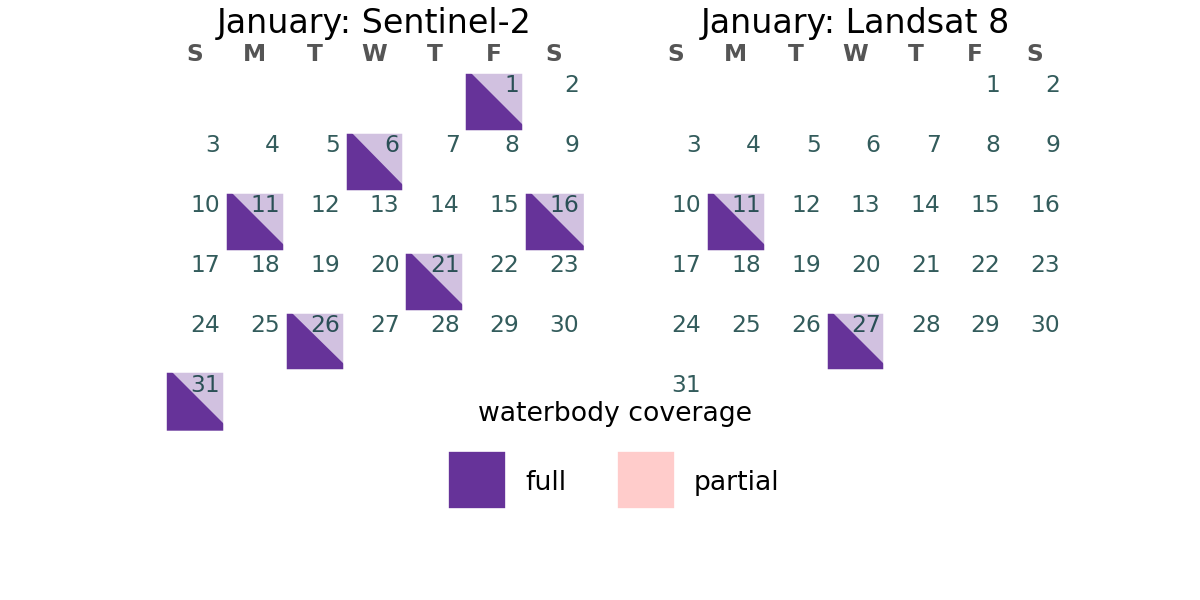 January: Sentinel-2
S M T W T F S
1 2
3 4 5 6 7 8 9
10 11 12 13 14 15 16
17 18 19 20 21 22 23
24 25 26 27 28 29 30
31
January: Landsat 8
S M T W T F S
1 2
3 4 5 6 7 8 9
10 11 12 13 14 15 16
17 18 19 20 21 22 23
24 25 26 27 28 29 30
31
waterbody coverage
full partial